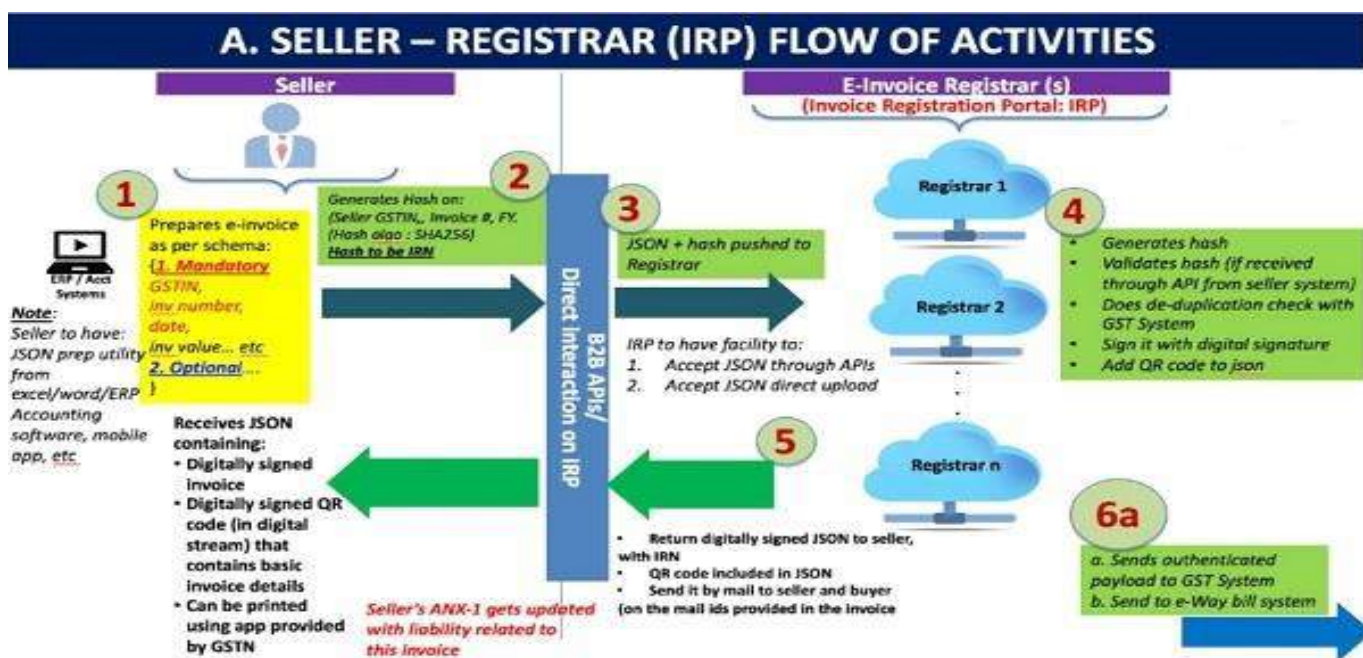 A. SELLER – REGISTRAR (IRP) FLOW OF ACTIVITIES
Seller
E-Invoice Registrar (s)
(Invoice Registration Portal: IRP)
1
ERP / Acct
Systems
Note:
Seller to have:
JSON prep utility
from
excel/word/ERP
Accounting
software, mobile
app, etc
Prepares e-invoice
as per schema:
{1. Mandatory
GSTIN,
inv number,
date,
inv value... etc
2. Optional....
}
2
Generates Hash on:
(Seller GSTIN,, Invoice #, FY.
(Hash algo : SHA256)
Hash to be IRN
B2B APIs/
Direct interaction on IRP
3
JSON + hash pushed to
Registrar
IRP to have facility to:
1. Accept JSON through APIs
2. Accept JSON direct upload
Registrar 1
Registrar 2
Registrar n
4
• Generates hash
• Validates hash (if received
through API from seller system)
• Does de-duplication check with
GST System
• Sign it with digital signature
• Add QR code to json
5
• Return digitally signed JSON to seller,
with IRN
• QR code included in JSON
• Send it by mail to seller and buyer
(on the mail ids provided in the invoice
Receives JSON
containing:
• Digitally signed
invoice
• Digitally signed QR
code (in digital
stream) that
contains basic
invoice details
• Can be printed
using app provided
by GSTN
Seller's ANX-1 gets updated
with liability related to
this invoice
6a
a. Sends authenticated
payload to GST System
b. Send to e-Way bill system